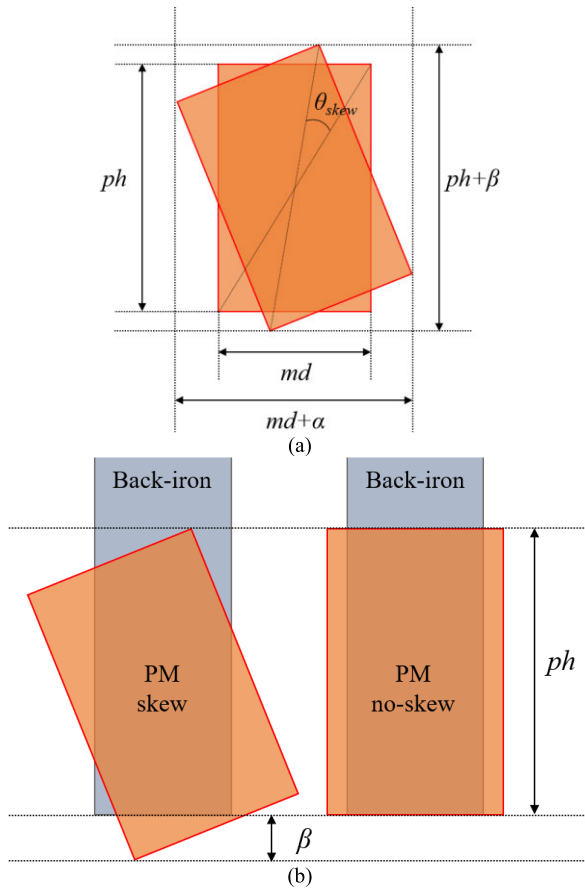 θskew
ph
ph+β
md
md+α
(a)
Back-iron
Back-iron
PM
skew
PM
no-skew
ph
β
(b)